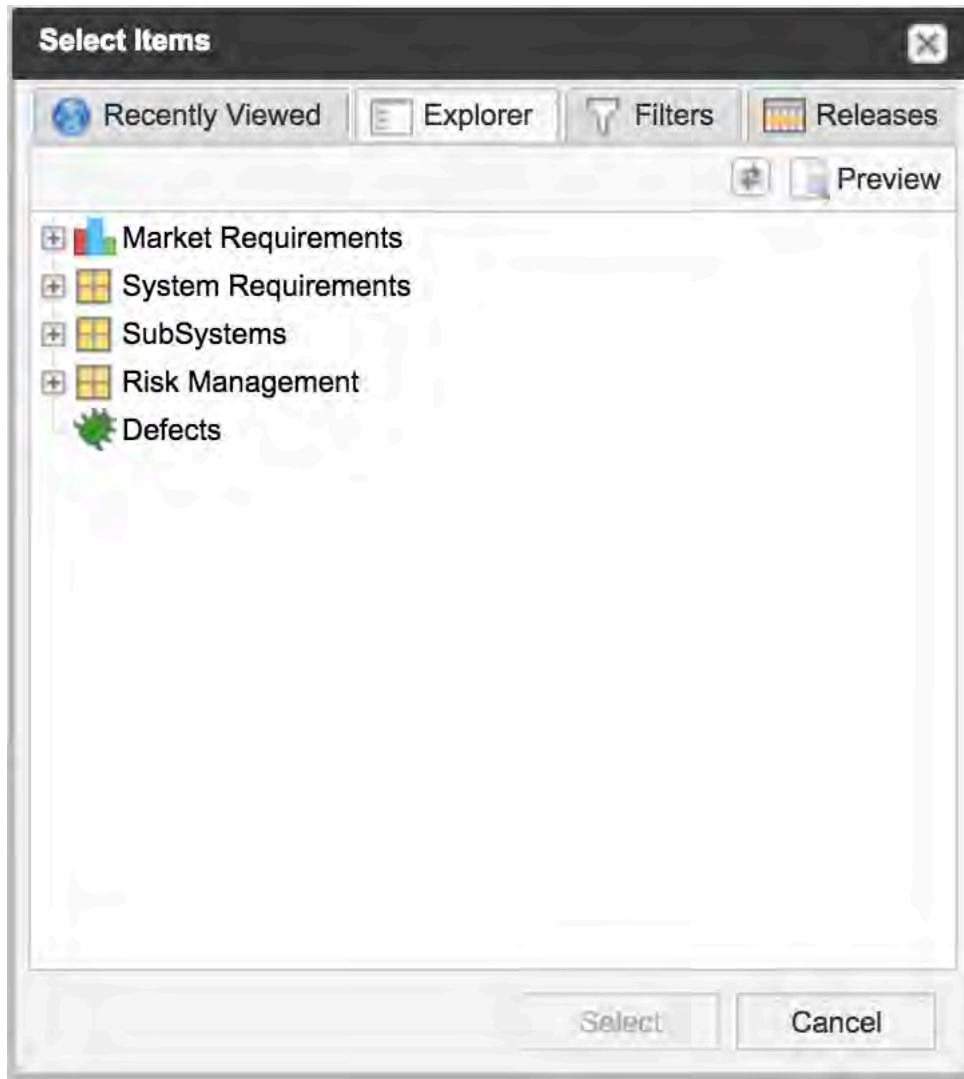 Select Items
Recently Viewed Explorer Filters Releases
Preview
Market Requirements
System Requirements
SubSystems
Risk Management
Defects
Select Cancel